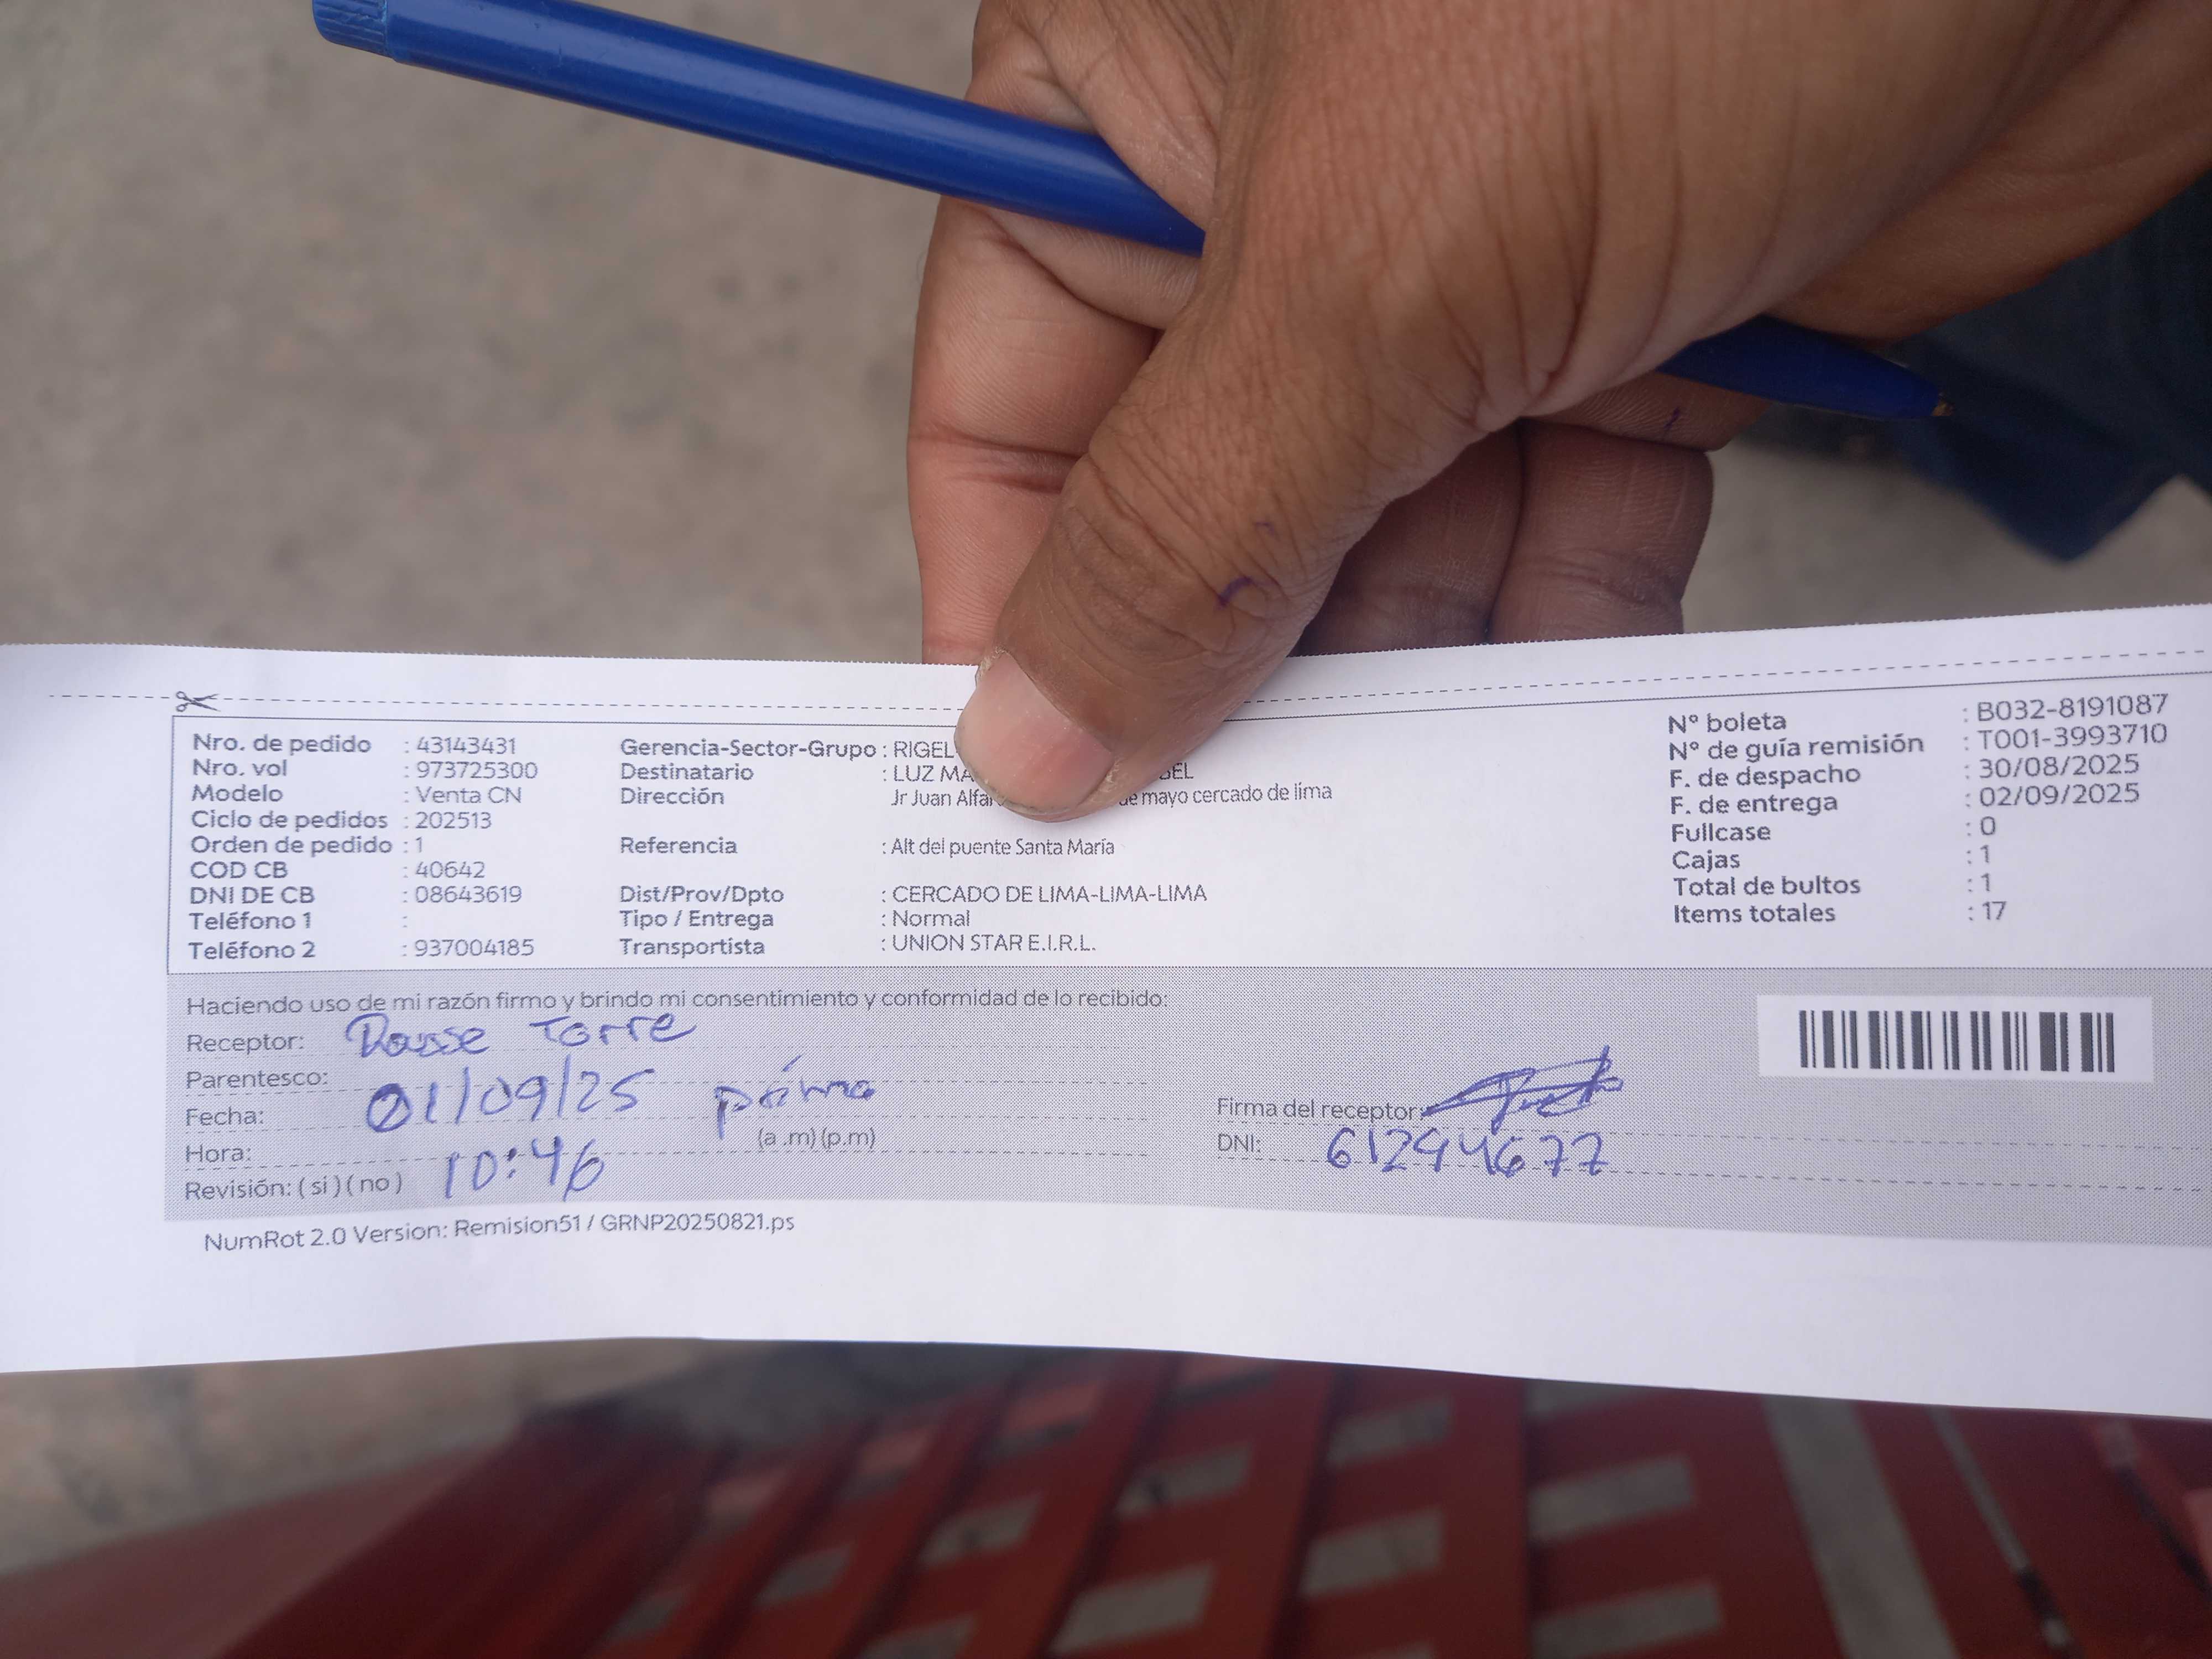 Nro. de pedido : 43143431
Nro. vol : 973725300
Modelo : Venta CN
Ciclo de pedidos : 202513
Orden de pedido : 1
COD CB : 40642
DNI DE CB : 08643619
Teléfono 1 :
Teléfono 2 : 937004185
Gerencia-Sector-Grupo : RIGEL
Destinatario : LUZ
Dirección Jr Juan mayo cercado de lima
Referencia : Alt del puente Santa María
Dist/Prov/Dpto : CERCADO DE LIMA-LIMA-LIMA
Tipo / Entrega : Normal
Transportista : UNION STAR E.I.R.L.
N° boleta : B032-8191087
N° de guía remisión : T001-3993710
F. de despacho : 30/08/2025
F. de entrega : 02/09/2025
Fullcase : 0
Cajas : 1
Total de bultos : 1
Items totales : 17
Haciendo uso de mi razón firmo y brindo mi consentimiento y conformidad de lo recibido:
Receptor: Torre
Parentesco: prima
Fecha: 01/09/25
Hora: 10:46 (a .m) (p.m)
Revisión: ( si ) ( no )
Firma del receptor:
DNI: 61294677
NumRot 2.0 Version: Remision51 / GRNP20250821.ps